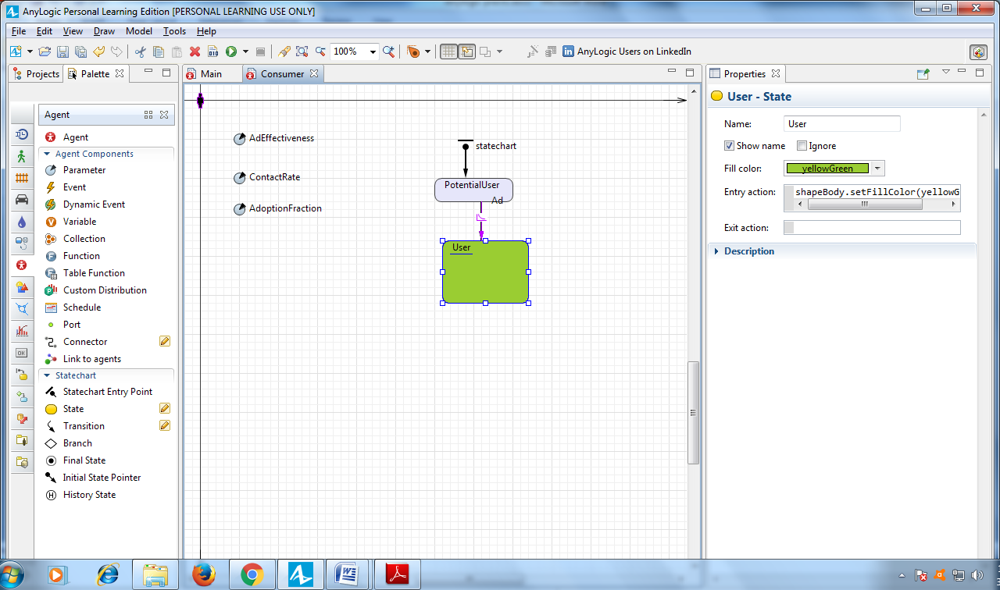 AnyLogic Personal Learning Edition [PERSONAL LEARNING USE ONLY]
File Edit View Draw Model Tools Help
100% AnyLogic Users on LinkedIn
Projects Palette
Main Consumer
Properties
Agent
Agent
Agent Components
Parameter
Event
Dynamic Event
Variable
Collection
Function
Table Function
Custom Distribution
Schedule
Port
Connector
Link to agents
Statechart
Statechart Entry Point
State
Transition
Branch
Final State
Initial State Pointer
History State
AdEffectiveness
ContactRate
AdoptionFraction
statechart
PotentialUser
Ad
User
User - State
Name: User
Show name Ignore
Fill color: yellowGreen
Entry action: shapeBody.setFillColor(yellowG
Exit action:
Description